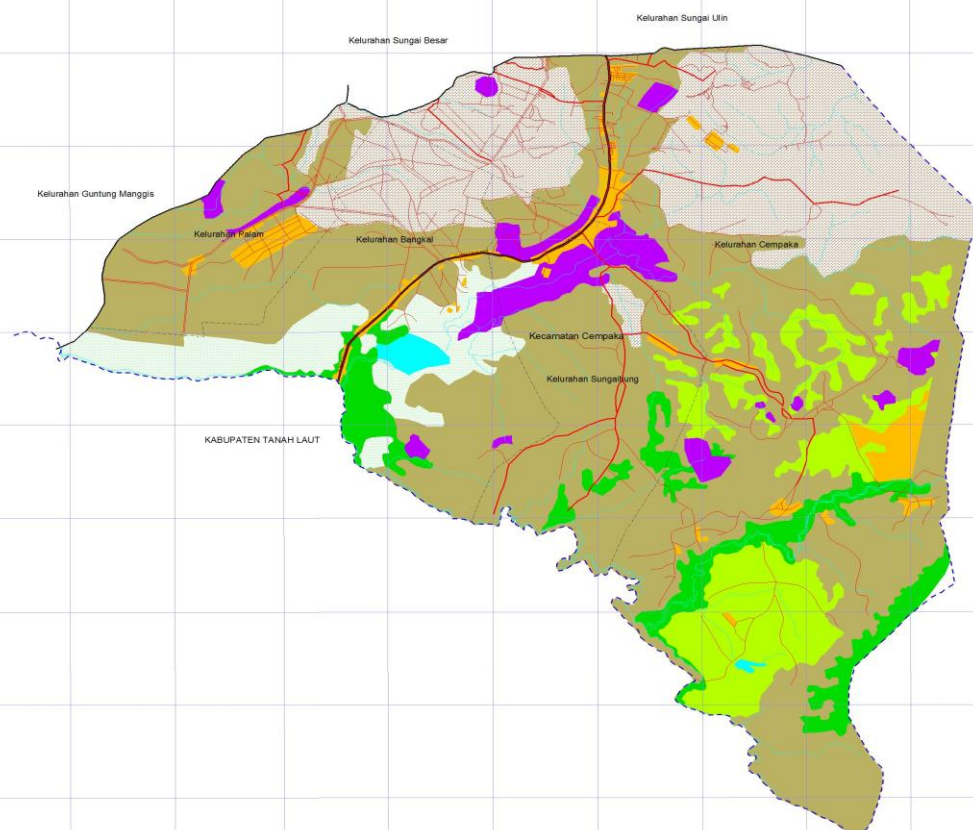 Kelurahan Sungai Ulin
Kelurahan Sungai Besar
Kelurahan Guntung Manggis
Kelurahan Palam
Kelurahan Bangkal
Kelurahan Cempaka
Kecamatan Cempaka
Kelurahan Sungaitiung
KABUPATEN TANAH LAUT